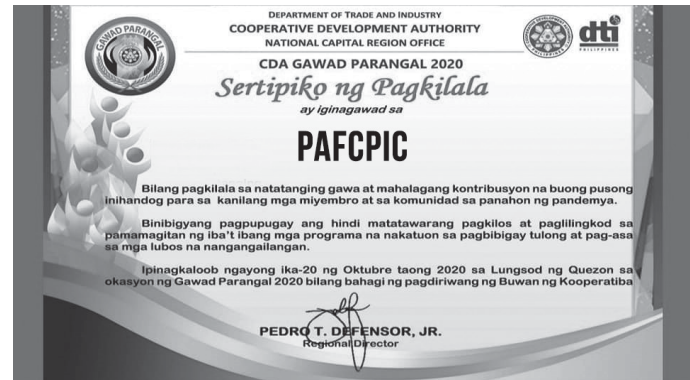 GAWAD PARANGAL
DEPARTMENT OF TRADE AND INDUSTRY
COOPERATIVE DEVELOPMENT AUTHORITY
NATIONAL CAPITAL REGION OFFICE
dti
PHILIPPINES
CDA GAWAD PARANGAL 2020
Sertipiko ng Pagkilala
ay iginagawad sa
PAFCPIC
Bilang pagkilala sa natatanging gawa at mahalagang kontribusyon na buong pusong
inihandog para sa kanilang mga miyembro at sa komunidad sa panahon ng pandemya.
Binibigyang pagpupugay ang hindi matatawarang pagkilos at paglilingkod sa
pamamagitan ng iba't ibang mga programa na nakatuon sa pagbibigay tulong at pag-asa
sa mga lubos na nangangailangan.
Ipinagkaloob ngayong ika-20 ng Oktubre taong 2020 sa Lungsod ng Quezon sa
okasyon ng Gawad Parangal 2020 bilang bahagi ng pagdiriwang ng Buwan ng Kooperatiba
PEDRO T. DEFENSOR, JR.
Regional Director